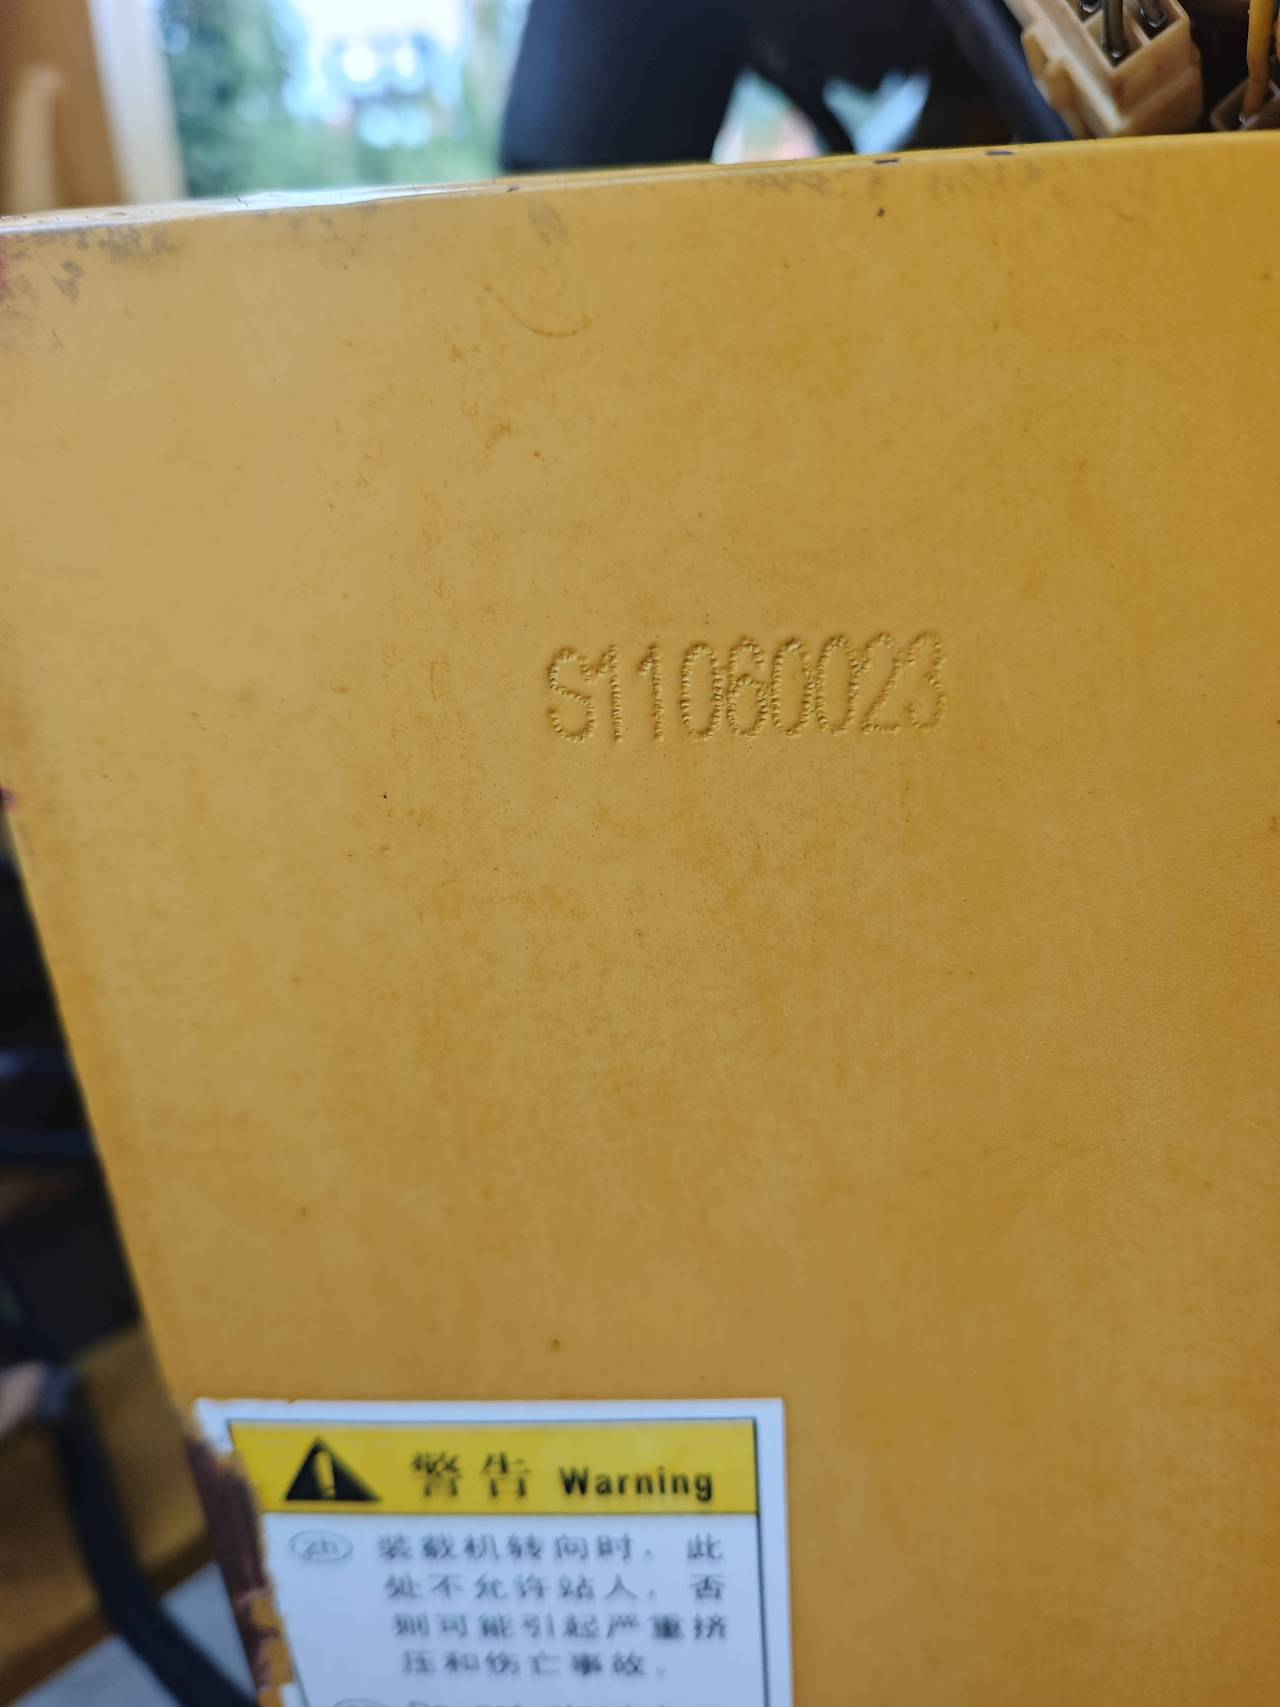 S11060023
警告 Warning
zh 装载机转向时，此
处不允许站人，否
则可能引起严重挤
压和伤亡事故。